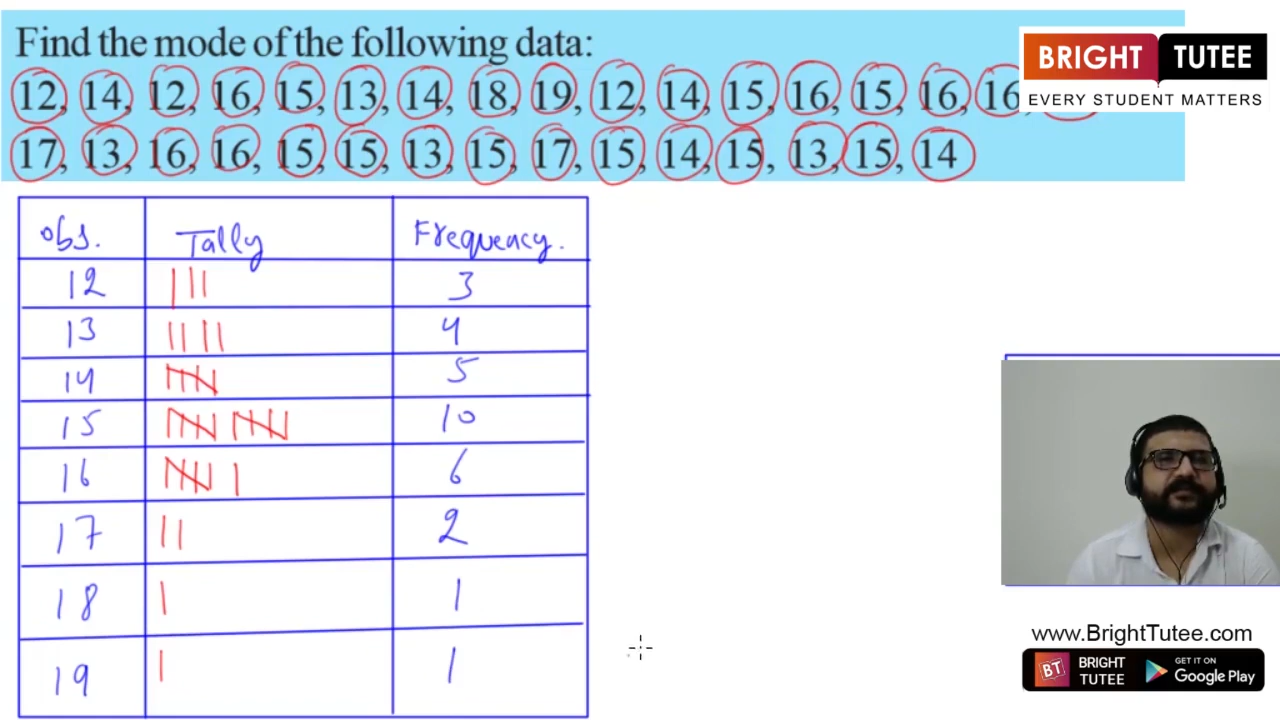 Find the mode of the following data:
12, 14, 12, 16, 15, 13, 14, 18, 19, 12, 14, 15, 16, 15, 16, 16,
17, 13, 16, 16, 15, 15, 13, 15, 17, 15, 14, 15, 13, 15, 14
BRIGHT TUTEE
EVERY STUDENT MATTERS
Obs. Tally Frequency.
12 3
13 4
14 5
15 10
16 6
17 2
18 1
19 1
www.BrightTutee.com
BT BRIGHT TUTEE GET IT ON Google Play